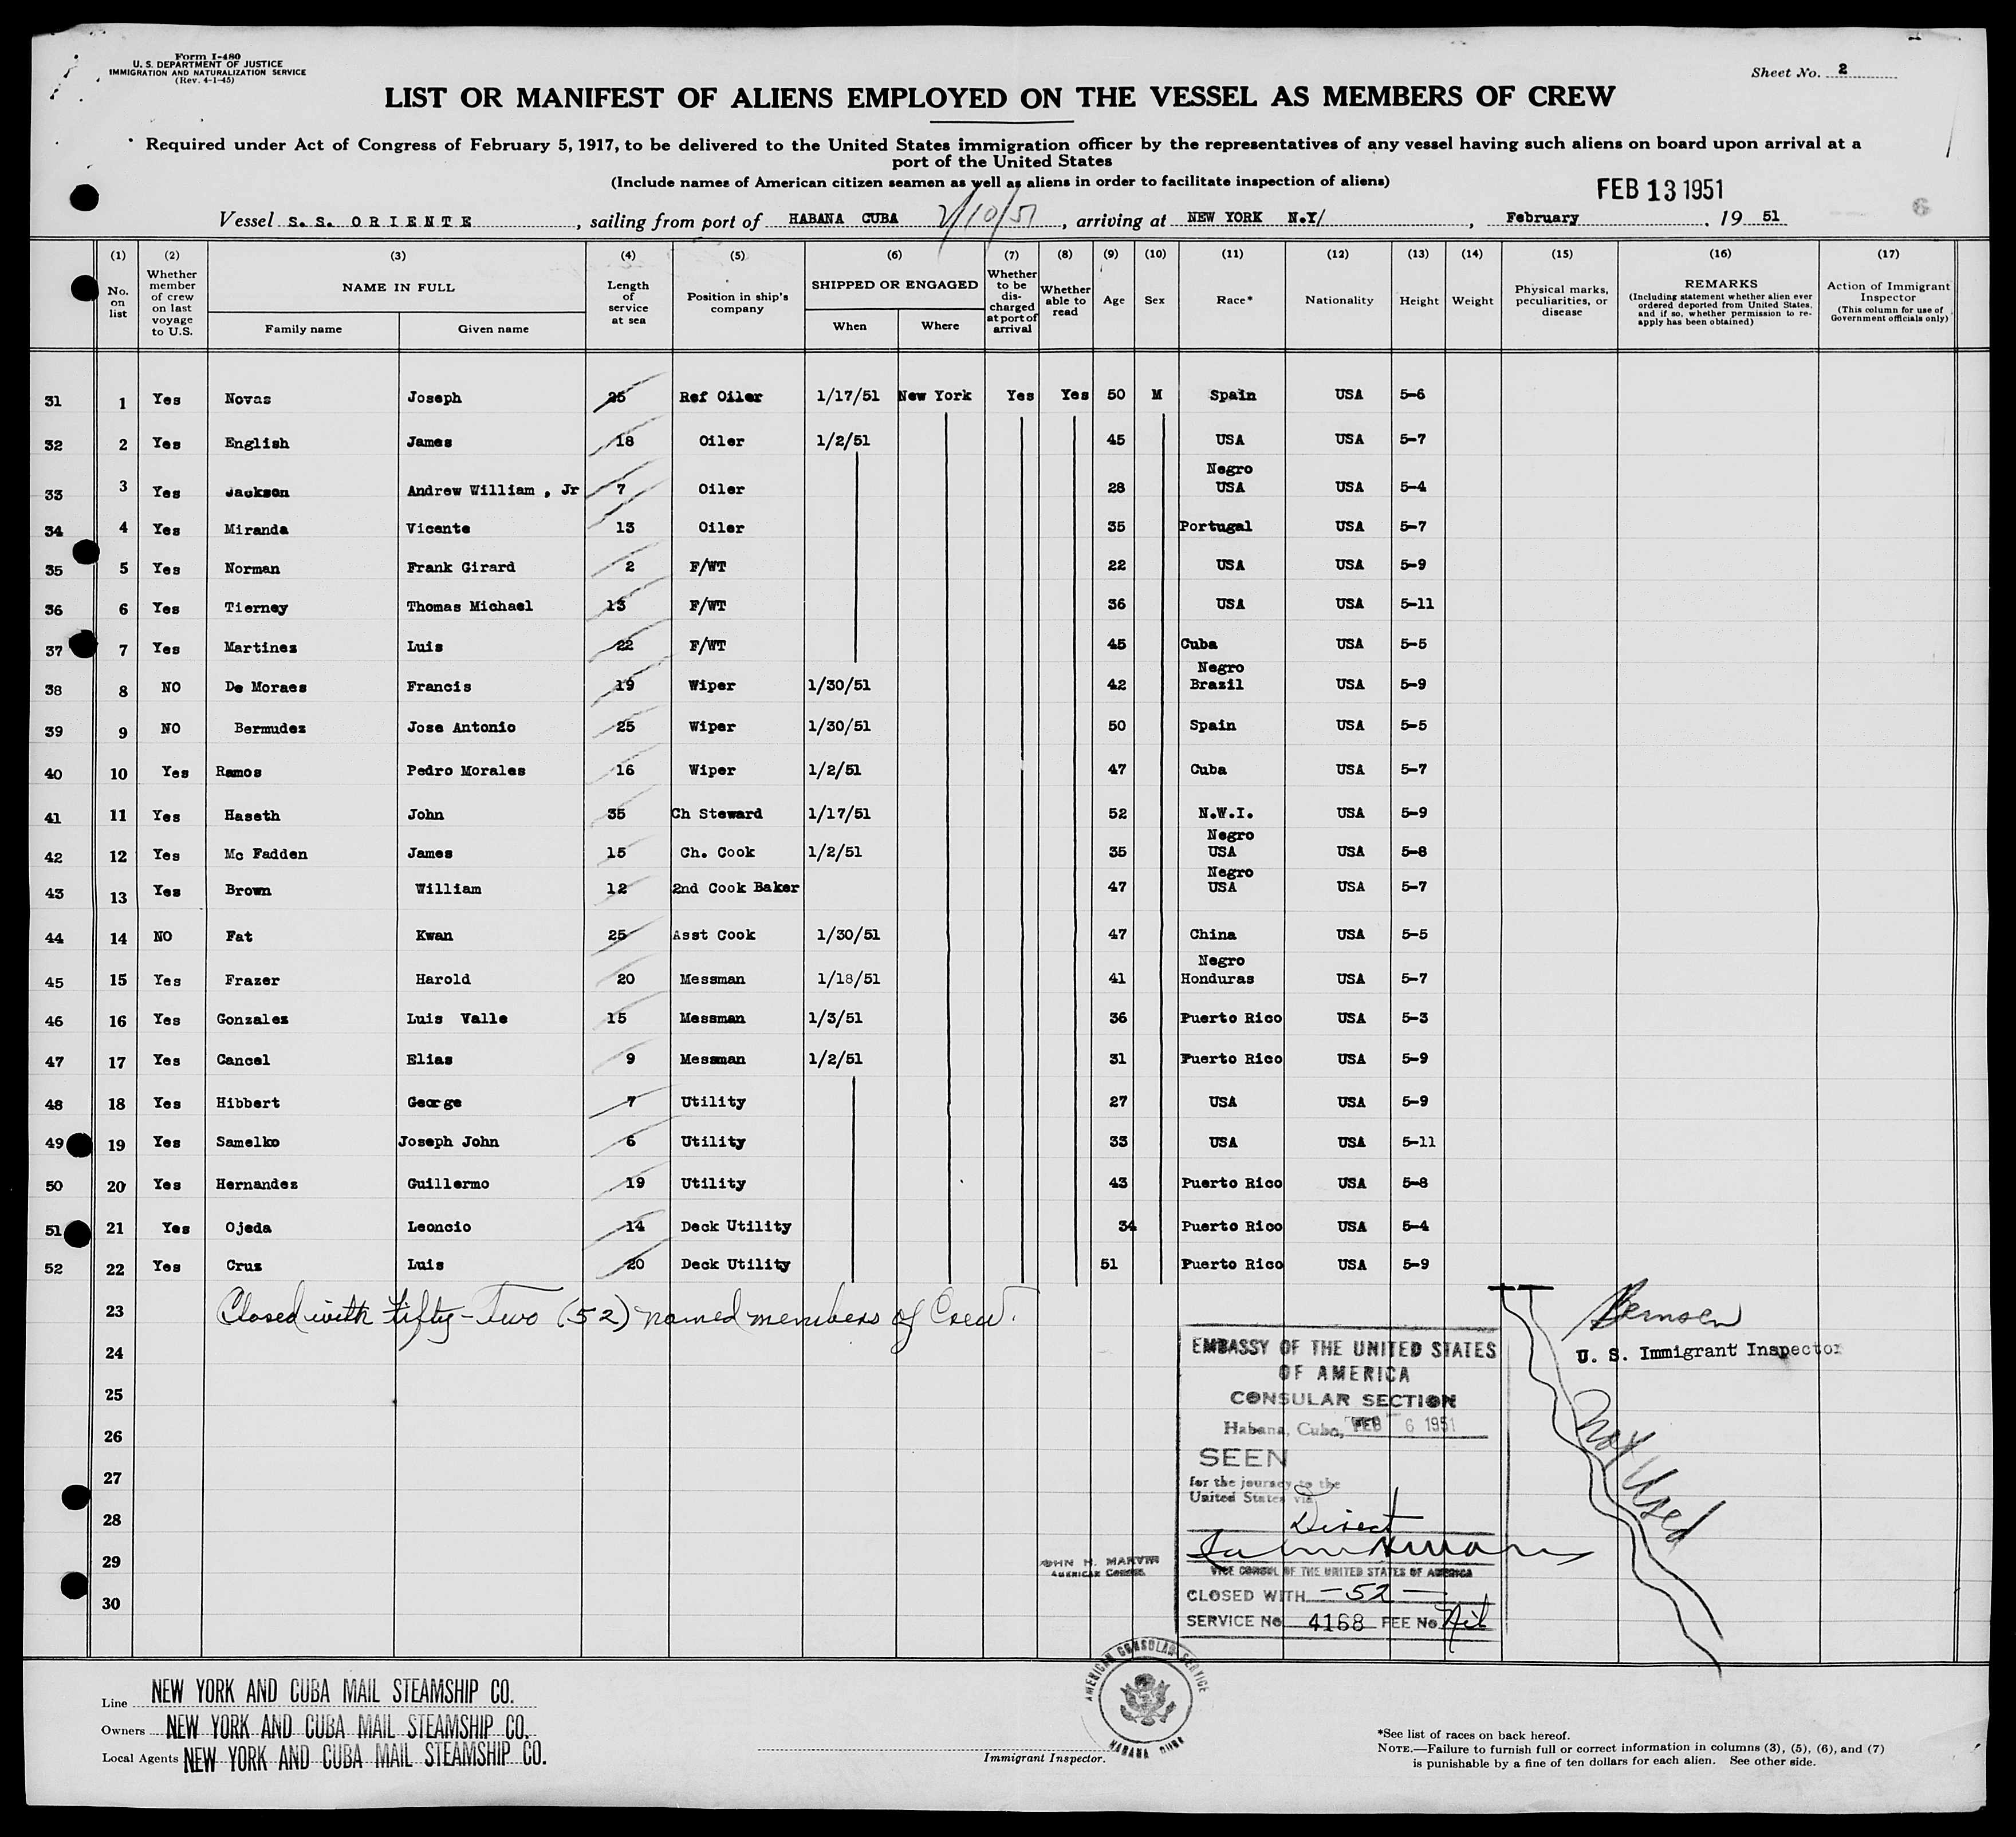 Form I-480
U. S. DEPARTMENT OF JUSTICE
IMMIGRATION AND NATURALIZATION SERVICE
(Rev. 4-1-45)
Sheet No. 2
LIST OR MANIFEST OF ALIENS EMPLOYED ON THE VESSEL AS MEMBERS OF CREW
Required under Act of Congress of February 5, 1917, to be delivered to the United States immigration officer by the representatives of any vessel having such aliens on board upon arrival at a
port of the United States
(Include names of American citizen seamen as well as aliens in order to facilitate inspection of aliens)
FEB 13 1951
Vessel S. S. ORIENTE, sailing from port of HABANA CUBA 2/10/51, arriving at NEW YORK N.Y/, February, 19 51
6
(1) (2) (3) (4) (5) (6) (7) (8) (9) (10) (11) (12) (13) (14) (15) (16) (17)
No. on list
Whether member of crew on last voyage to U.S.
NAME IN FULL
Family name Given name
Length of service at sea
Position in ship's company
SHIPPED OR ENGAGED
When Where
Whether to be discharged at port of arrival
Whether able to read
Age Sex Race* Nationality Height Weight
Physical marks, peculiarities, or disease
REMARKS
(Including statement whether alien ever ordered deported from United States, and if so, whether permission to re-apply has been obtained)
Action of Immigrant Inspector
(This column for use of Government officials only)
31 1 Yes Novas Joseph 25 Ref Oiler 1/17/51 New York Yes Yes 50 M Spain USA 5-6
32 2 Yes English James 18 Oiler 1/2/51 45 USA USA 5-7
Negro
33 3 Yes Jackson Andrew William , Jr 7 Oiler 28 USA USA 5-4
34 4 Yes Miranda Vicente 13 Oiler 35 Portugal USA 5-7
35 5 Yes Norman Frank Girard 2 F/WT 22 USA USA 5-9
36 6 Yes Tierney Thomas Michael 13 F/WT 36 USA USA 5-11
37 7 Yes Martinez Luis 22 F/WT 45 Cuba USA 5-5
Negro
38 8 NO De Moraes Francis 19 Wiper 1/30/51 42 Brazil USA 5-9
39 9 NO Bermudez Jose Antonio 25 Wiper 1/30/51 50 Spain USA 5-5
40 10 Yes Ramos Pedro Morales 16 Wiper 1/2/51 47 Cuba USA 5-7
41 11 Yes Haseth John 35 Ch Steward 1/17/51 52 N.W.I. USA 5-9
Negro
42 12 Yes Mc Fadden James 15 Ch. Cook 1/2/51 35 USA USA 5-8
Negro
43 13 Yes Brown William 12 2nd Cook Baker 47 USA USA 5-7
44 14 NO Fat Kwan 25 Asst Cook 1/30/51 47 China USA 5-5
Negro
45 15 Yes Frazer Harold 20 Messman 1/18/51 41 Honduras USA 5-7
46 16 Yes Gonzalez Luis Valle 15 Messman 1/3/51 36 Puerto Rico USA 5-3
47 17 Yes Cancel Elias 9 Messman 1/2/51 31 Puerto Rico USA 5-9
48 18 Yes Hibbert George 7 Utility 27 USA USA 5-9
49 19 Yes Samelko Joseph John 6 Utility 33 USA USA 5-11
50 20 Yes Hernandez Guillermo 19 Utility 43 Puerto Rico USA 5-8
51 21 Yes Ojeda Leoncio 14 Deck Utility 34 Puerto Rico USA 5-4
52 22 Yes Cruz Luis 20 Deck Utility 51 Puerto Rico USA 5-9
23 Closed with Fifty-Two (52) named members of Crew.
24
25
26
27
28
29
30
U. S. Immigrant Inspector
Not Used
EMBASSY OF THE UNITED STATES
OF AMERICA
CONSULAR SECTION
Habana, Cuba, FEB 6 1951
SEEN
for the journey to the
United States via
Direct
JOHN H. MARVIN
AMERICAN CONSUL
VICE CONSUL OF THE UNITED STATES OF AMERICA
CLOSED WITH -52-
SERVICE No 4168 FEE No Nil
AMERICAN CONSULAR SERVICE
HABANA CUBA
Line NEW YORK AND CUBA MAIL STEAMSHIP CO.
Owners NEW YORK AND CUBA MAIL STEAMSHIP CO.
Local Agents NEW YORK AND CUBA MAIL STEAMSHIP CO.
Immigrant Inspector.
*See list of races on back hereof.
NOTE.—Failure to furnish full or correct information in columns (3), (5), (6), and (7)
is punishable by a fine of ten dollars for each alien. See other side.